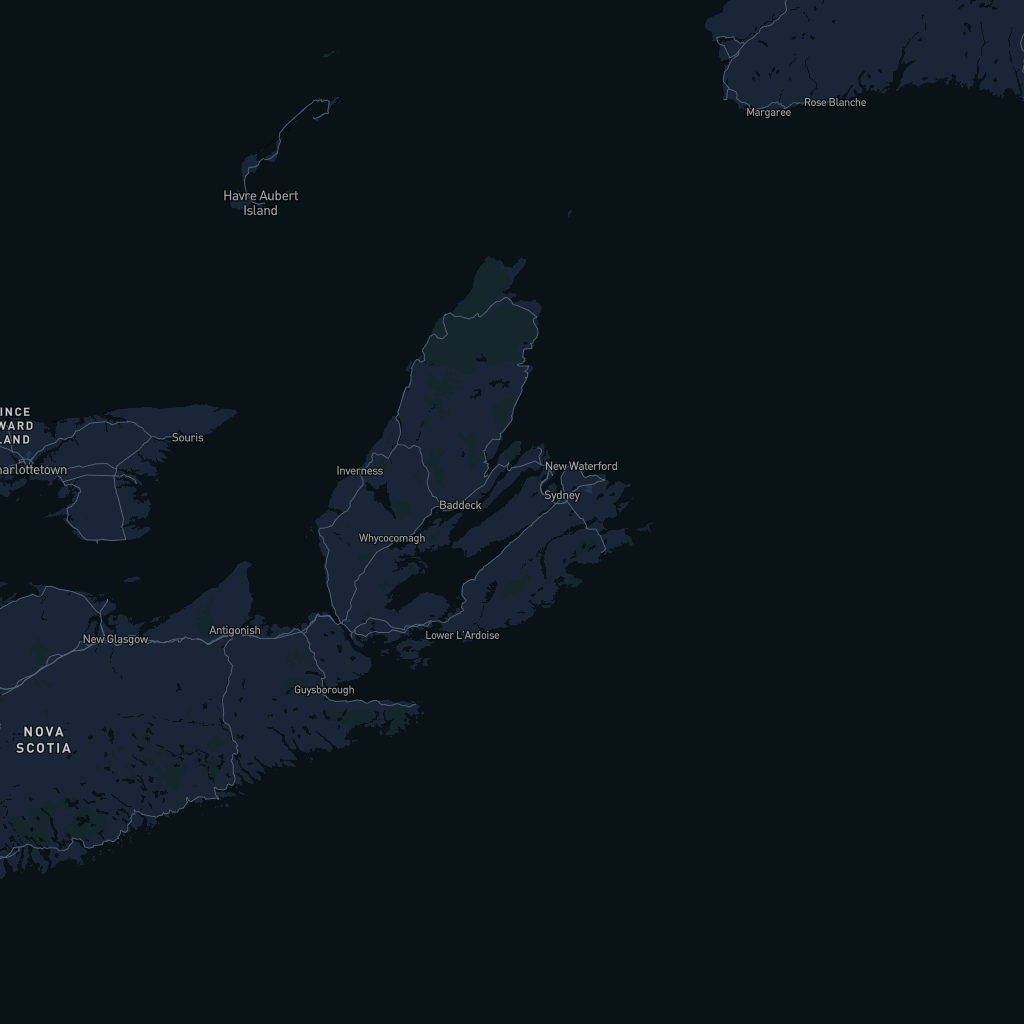 Rose Blanche
Margaree
Havre Aubert
Island
INCE
WARD
LAND
Souris
harlottetown
Inverness
New Waterford
Sydney
Baddeck
Whycocomagh
Antigonish
Lower L'Ardoise
New Glasgow
Guysborough
NOVA
SCOTIA